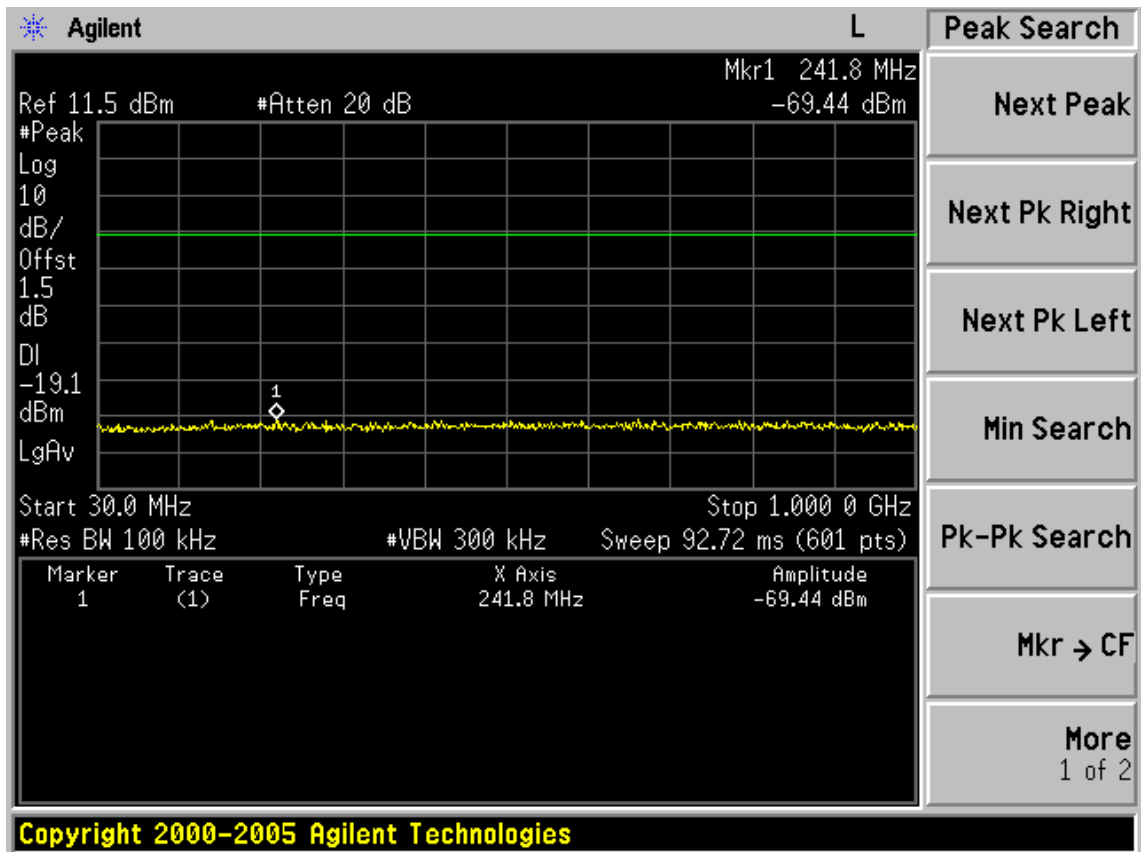 Agilent L Peak Search
Mkr1 241.8 MHz
Ref 11.5 dBm #Atten 20 dB -69.44 dBm
#Peak
Log
10
dB/
Offst
1.5
dB
DI
-19.1
dBm
LgAv
1
Start 30.0 MHz Stop 1.000 0 GHz
#Res BW 100 kHz #VBW 300 kHz Sweep 92.72 ms (601 pts)
Marker Trace Type X Axis Amplitude
1 (1) Freq 241.8 MHz -69.44 dBm
Next Peak
Next Pk Right
Next Pk Left
Min Search
Pk-Pk Search
Mkr → CF
More
1 of 2
Copyright 2000-2005 Agilent Technologies